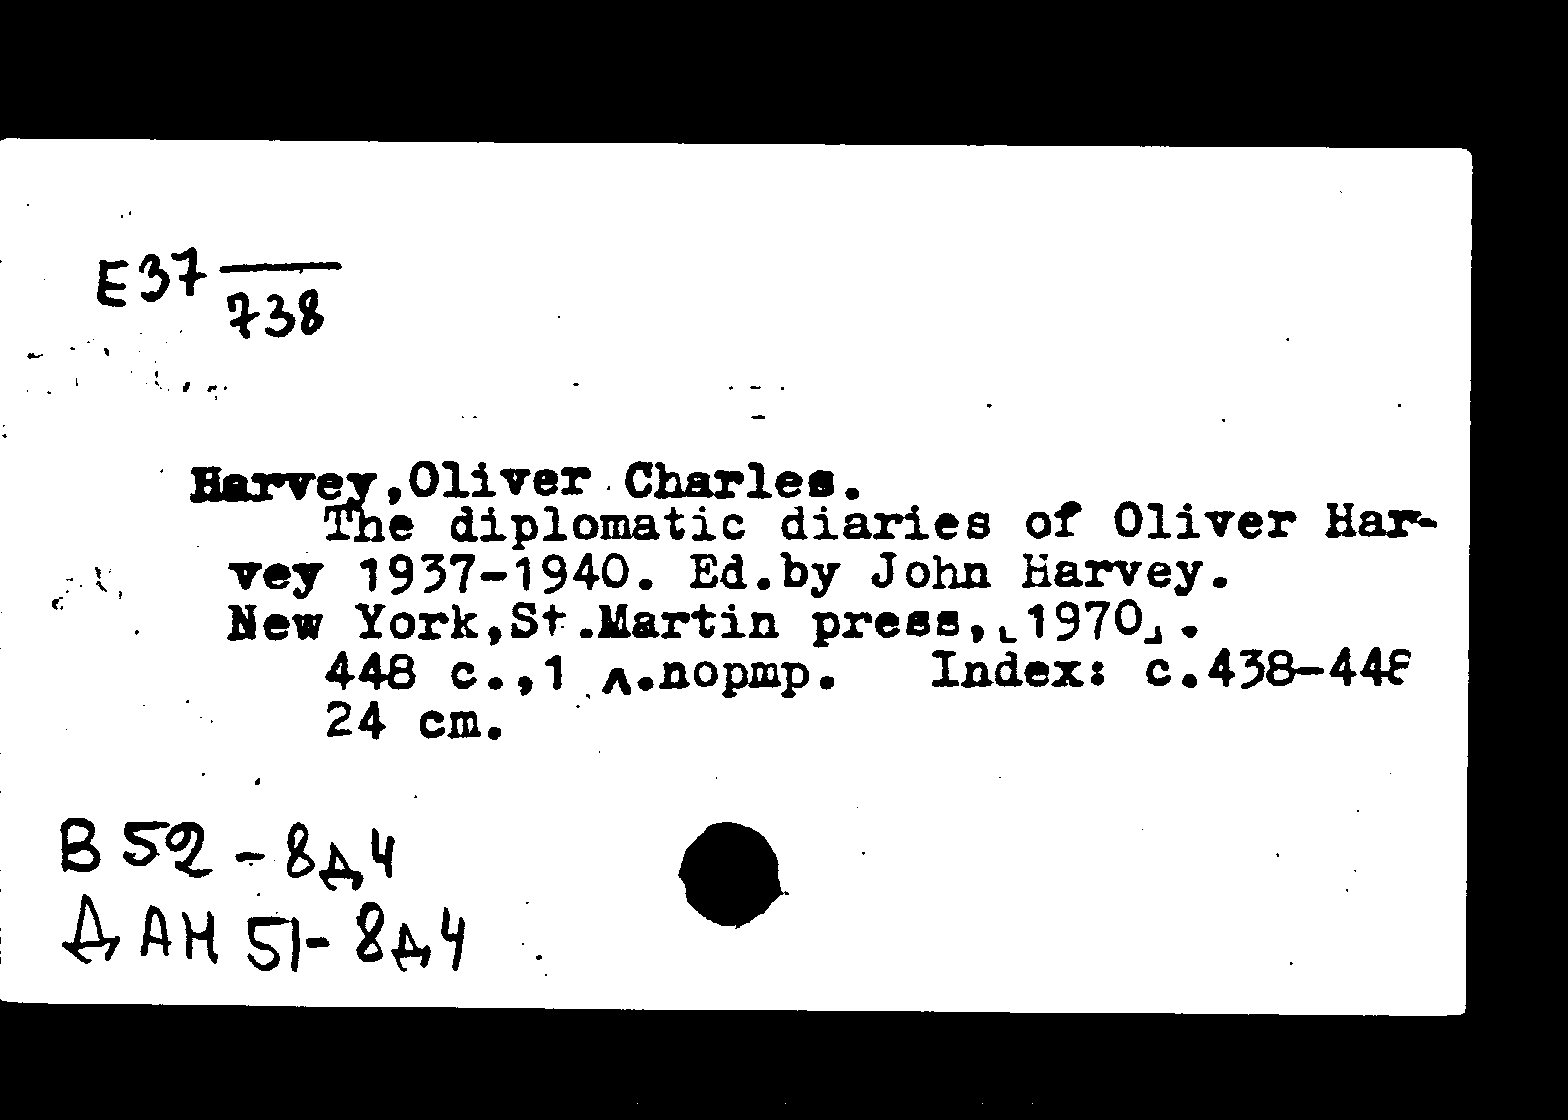 E37 —
738
Harvey,Oliver Charles.
The diplomatic diaries of Oliver Har-
vey 1937-1940. Ed.by John Harvey.
New York,St.Martin press,[1970].
448 c.,1 л.портр. Index: c.438-448
24 cm.
В 52 - 8д4
ДАН 51- 8д4